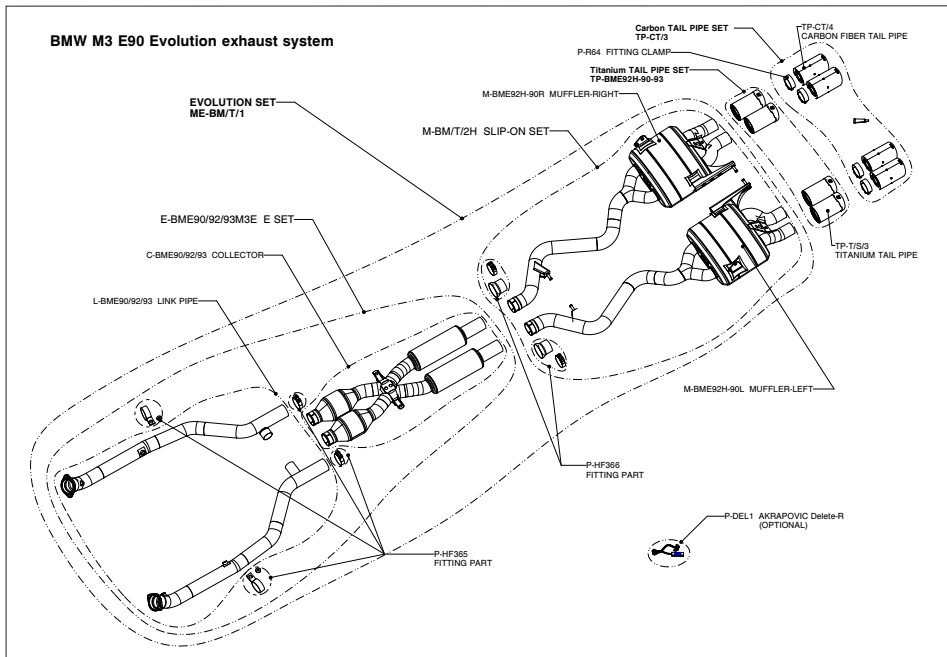 BMW M3 E90 Evolution exhaust system
Carbon TAIL PIPE SET
TP-CT/3
TP-CT/4
CARBON FIBER TAIL PIPE
P-R64 FITTING CLAMP
Titanium TAIL PIPE SET
TP-BME92H-90-93
M-BME92H-90R MUFFLER-RIGHT
EVOLUTION SET
ME-BM/T/1
M-BM/T/2H SLIP-ON SET
E-BME90/92/93M3E E SET
C-BME90/92/93 COLLECTOR
TP-T/S/3
TITANIUM TAIL PIPE
L-BME90/92/93 LINK PIPE
M-BME92H-90L MUFFLER-LEFT
P-HF366
FITTING PART
P-DEL1 AKRAPOVIC Delete-R
(OPTIONAL)
P-HF365
FITTING PART